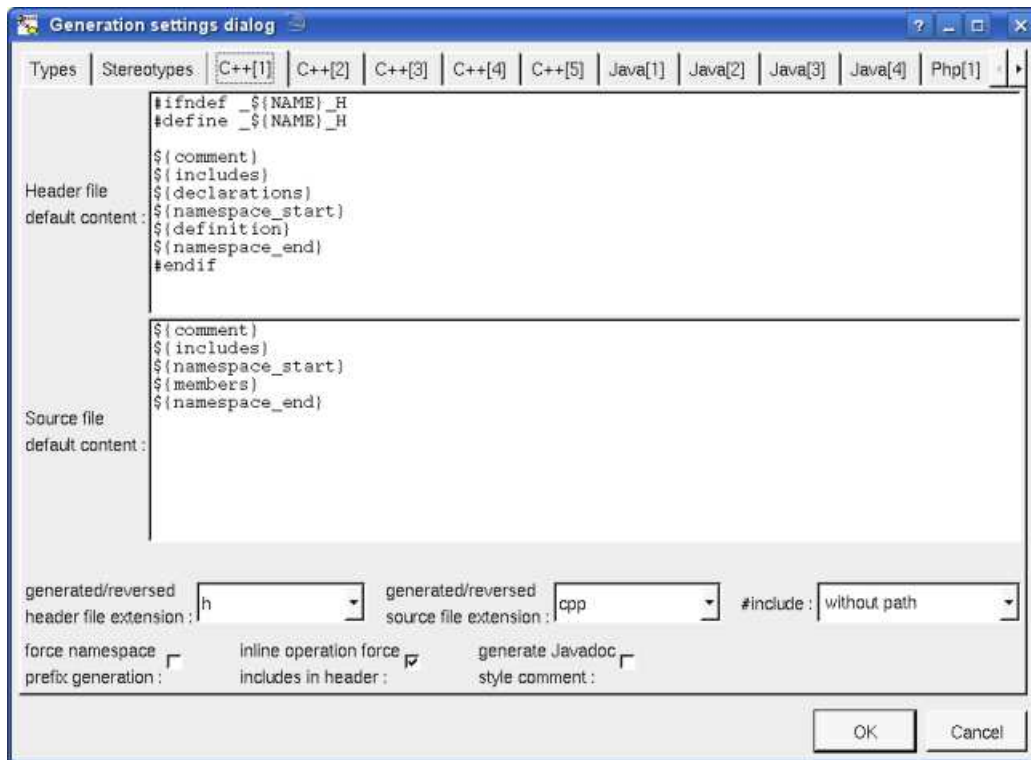 Generation settings dialog
Types Stereotypes C++[1] C++[2] C++[3] C++[4] C++[5] Java[1] Java[2] Java[3] Java[4] Php[1]
Header file
default content :
#ifndef _${NAME}_H
#define _${NAME}_H
${comment}
${includes}
${declarations}
${namespace_start}
${definition}
${namespace_end}
#endif
Source file
default content :
${comment}
${includes}
${namespace_start}
${members}
${namespace_end}
generated/reversed
header file extension :
h
generated/reversed
source file extension :
cpp
#include :
without path
force namespace
prefix generation :
inline operation force
includes in header :
generate Javadoc
style comment :
OK
Cancel